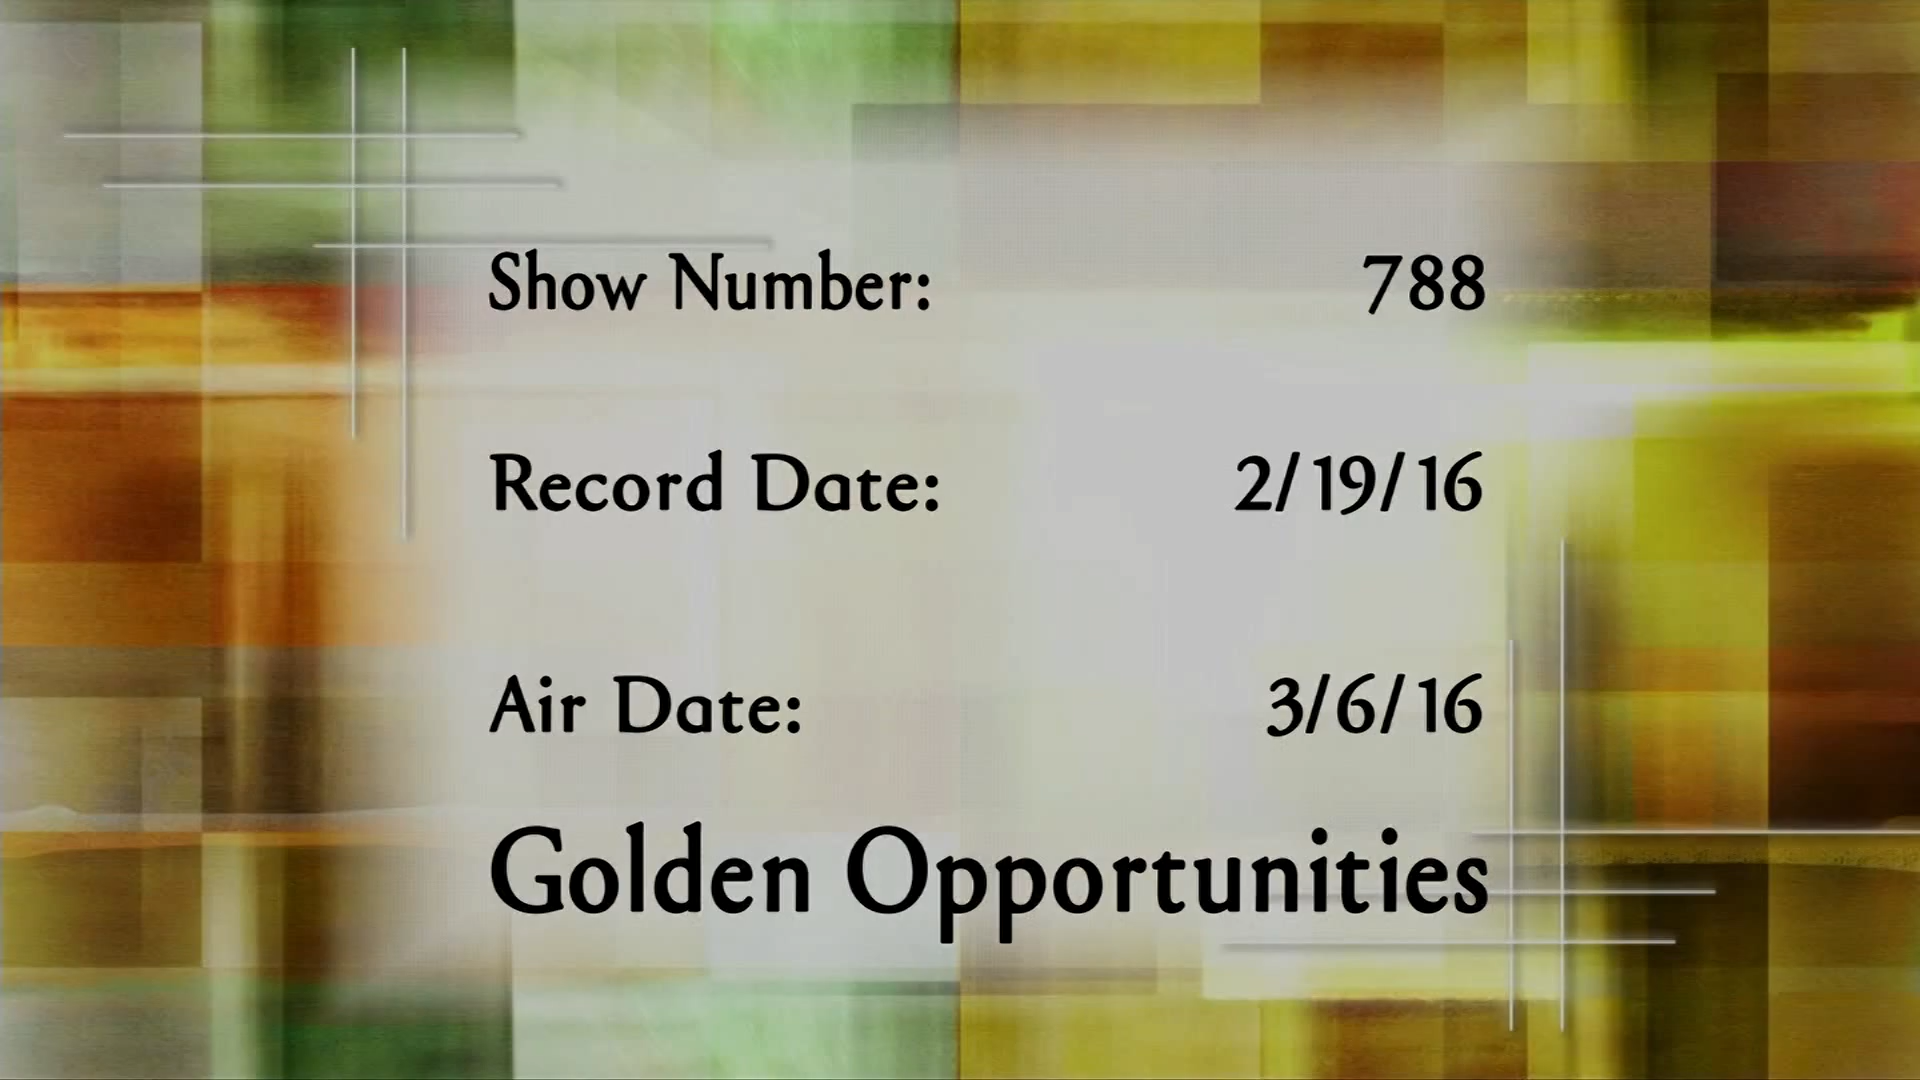 Show Number: 788
Record Date: 2/19/16
Air Date: 3/6/16
Golden Opportunities